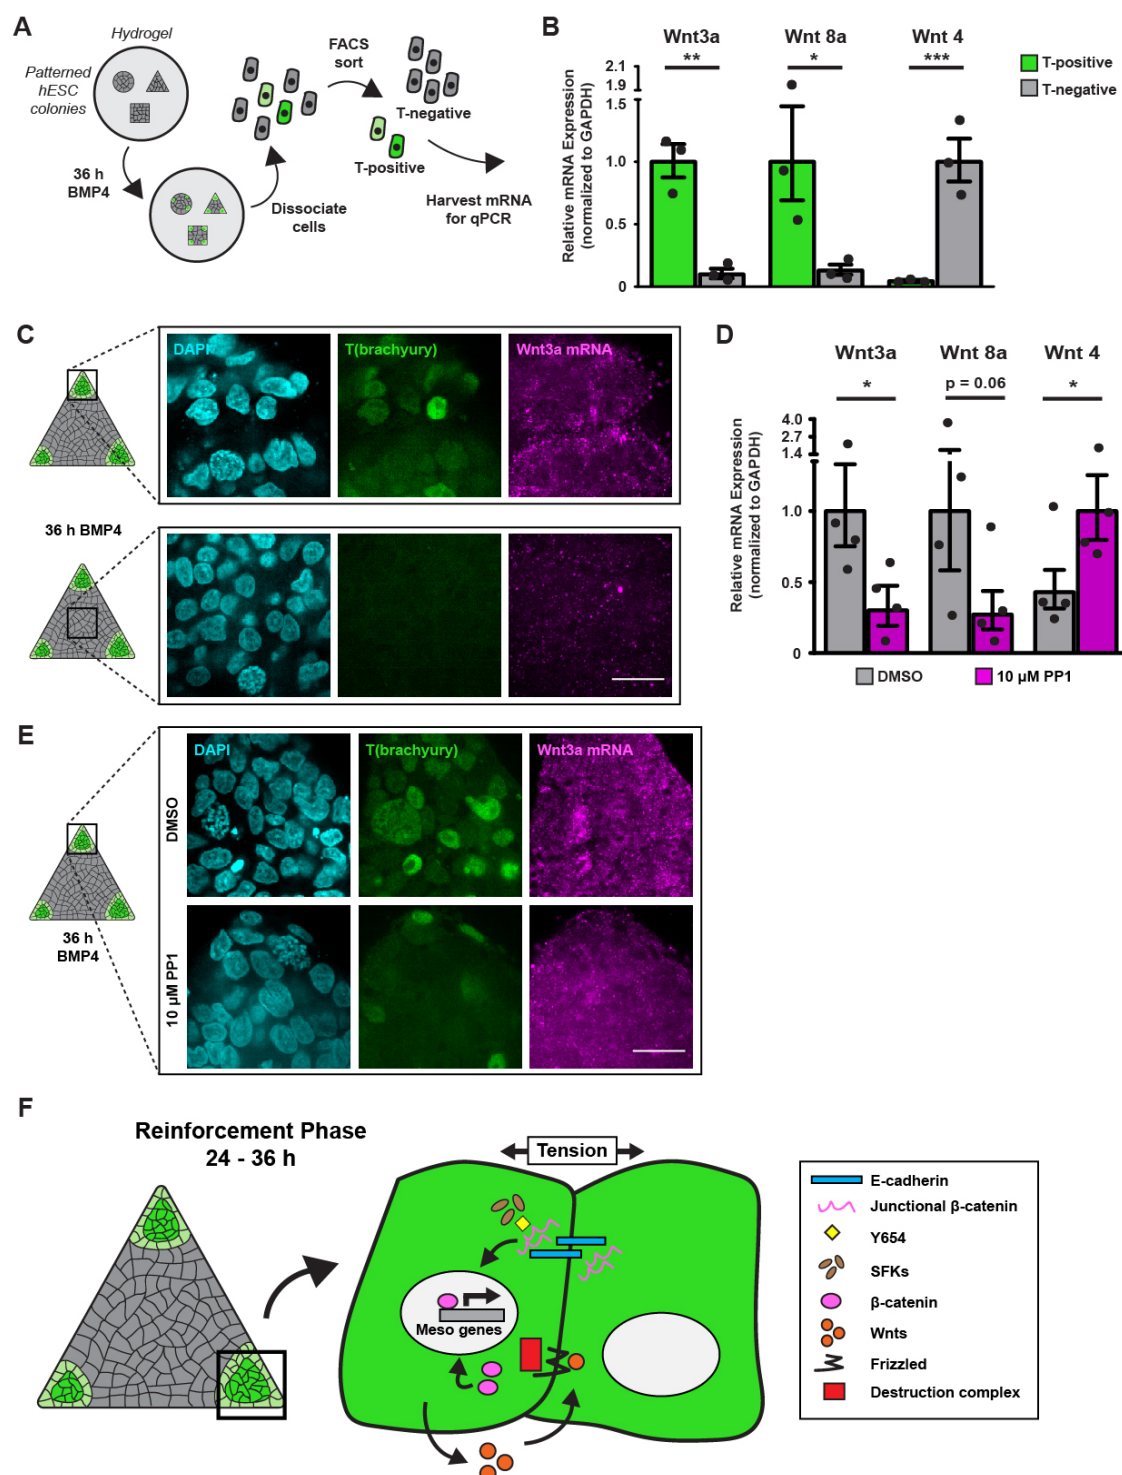 A
Hydrogel
Patterned
hESC
colonies
36 h
BMP4
Dissociate
cells
FACS
sort
T-negative
T-positive
Harvest mRNA
for qPCR
B
Wnt3a
Wnt 8a
Wnt 4
**
*
***
T-positive
T-negative
Relative mRNA Expression
(normalized to GAPDH)
2.1
1.9
1.5
1.0
0.5
0
C
36 h BMP4
DAPI
T(brachyury)
Wnt3a mRNA
D
Wnt3a
Wnt 8a
Wnt 4
*
p = 0.06
*
Relative mRNA Expression
(normalized to GAPDH)
4.0
2.7
1.4
1.0
0.5
0
DMSO
10 µM PP1
E
36 h
BMP4
DMSO
10 µM PP1
DAPI
T(brachyury)
Wnt3a mRNA
F
Reinforcement Phase
24 - 36 h
Tension
Meso genes
E-cadherin
Junctional β-catenin
Y654
SFKs
β-catenin
Wnts
Frizzled
Destruction complex